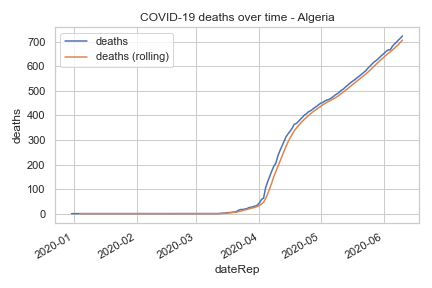 COVID-19 deaths over time - Algeria
deaths
deaths (rolling)
deaths
700
600
500
400
300
200
100
0
2020-01
2020-02
2020-03
2020-04
2020-05
2020-06
dateRep